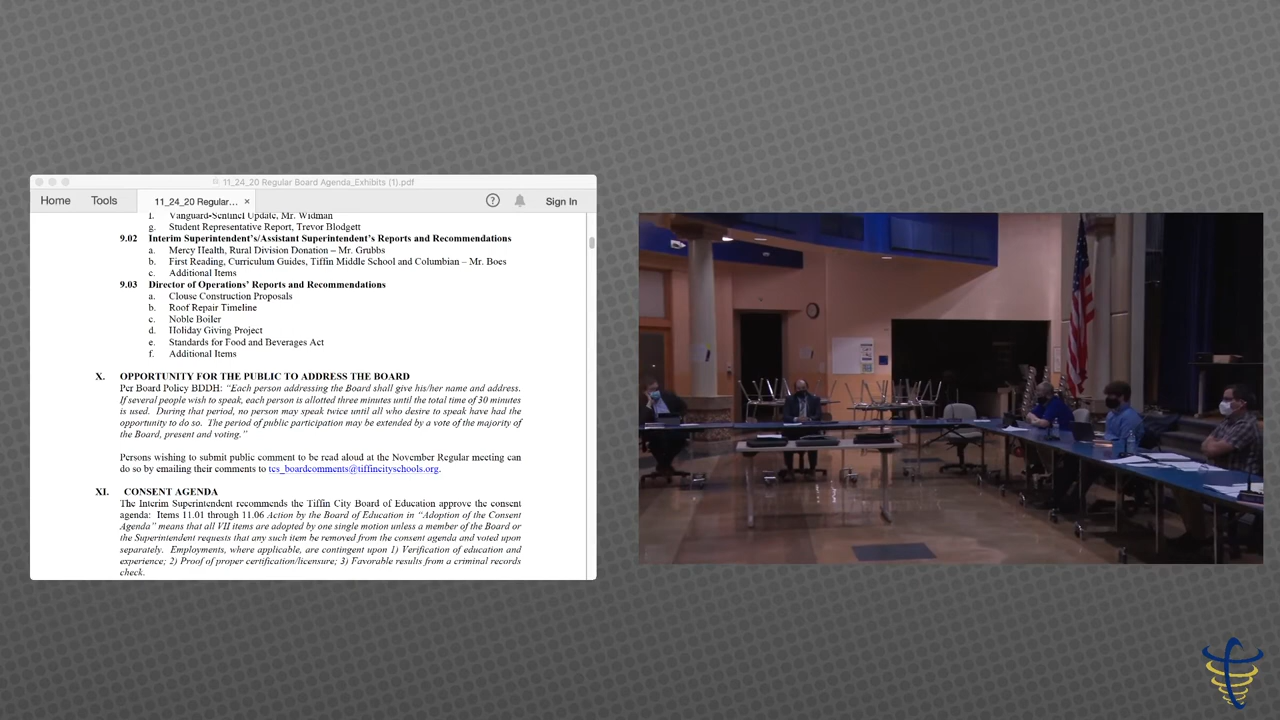 11_24_20 Regular Board Agenda_Exhibits (1).pdf
Home Tools 11_24_20 Regular... × ? Sign In
f. Vanguard-Sentinel Update, Mr. Widman
g. Student Representative Report, Trevor Blodgett
9.02 Interim Superintendent's/Assistant Superintendent's Reports and Recommendations
a. Mercy Health, Rural Division Donation – Mr. Grubbs
b. First Reading, Curriculum Guides, Tiffin Middle School and Columbian – Mr. Boes
c. Additional Items
9.03 Director of Operations' Reports and Recommendations
a. Clouse Construction Proposals
b. Roof Repair Timeline
c. Noble Boiler
d. Holiday Giving Project
e. Standards for Food and Beverages Act
f. Additional Items
X. OPPORTUNITY FOR THE PUBLIC TO ADDRESS THE BOARD
Per Board Policy BDDH: "Each person addressing the Board shall give his/her name and address.
If several people wish to speak, each person is allotted three minutes until the total time of 30 minutes
is used. During that period, no person may speak twice until all who desire to speak have had the
opportunity to do so. The period of public participation may be extended by a vote of the majority of
the Board, present and voting."
Persons wishing to submit public comment to be read aloud at the November Regular meeting can
do so by emailing their comments to tcs_boardcomments@tiffincityschools.org.
XI. CONSENT AGENDA
The Interim Superintendent recommends the Tiffin City Board of Education approve the consent
agenda: Items 11.01 through 11.06 Action by the Board of Education in "Adoption of the Consent
Agenda" means that all VII items are adopted by one single motion unless a member of the Board or
the Superintendent requests that any such item be removed from the consent agenda and voted upon
separately. Employments, where applicable, are contingent upon 1) Verification of education and
experience; 2) Proof of proper certification/licensure; 3) Favorable results from a criminal records
check.